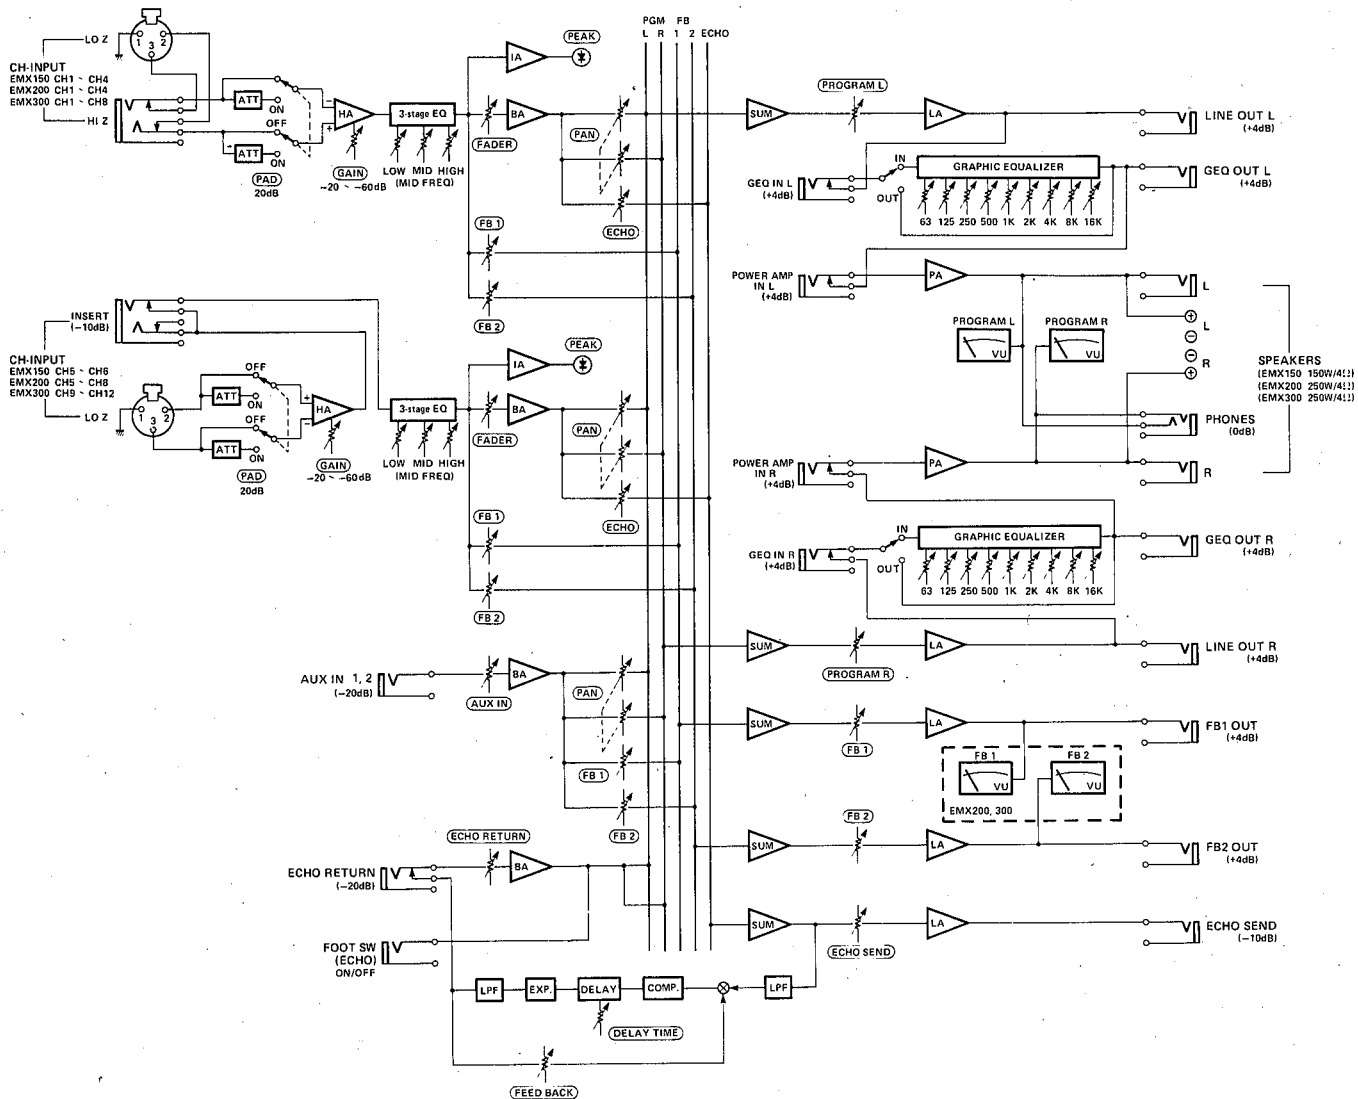 PGM FB
L R 1 2 ECHO
LO Z
1 2
3
CH-INPUT
EMX150 CH1 ~ CH4
EMX200 CH1 ~ CH4
EMX300 CH1 ~ CH8
HI Z
ATT
ON
OFF
ATT
ON
PAD
20dB
HA
GAIN
−20 ~ −60dB
3-stage EQ
LOW MID HIGH
(MID FREQ)
IA
PEAK
FADER
BA
PAN
ECHO
FB 1
FB 2
INSERT
(−10dB)
CH-INPUT
EMX150 CH5 ~ CH6
EMX200 CH5 ~ CH8
EMX300 CH9 ~ CH12
LO Z
1 2
3
OFF
ATT
ON
OFF
ATT
ON
PAD
20dB
HA
GAIN
−20 ~ −60dB
3-stage EQ
LOW MID HIGH
(MID FREQ)
IA
PEAK
FADER
BA
PAN
ECHO
FB 1
FB 2
AUX IN 1, 2
(−20dB)
AUX IN
BA
PAN
FB 1
FB 2
ECHO RETURN
(−20dB)
ECHO RETURN
BA
FOOT SW
(ECHO)
ON/OFF
LPF
EXP.
DELAY
COMP.
LPF
DELAY TIME
FEED BACK
SUM
PROGRAM L
LA
LINE OUT L
(+4dB)
GEQ IN L
(+4dB)
IN
OUT
GRAPHIC EQUALIZER
63 125 250 500 1K 2K 4K 8K 16K
GEQ OUT L
(+4dB)
POWER AMP
IN L
(+4dB)
PA
L
PROGRAM L
VU
PROGRAM R
VU
L
R
SPEAKERS
(EMX150 150W/4Ω)
(EMX200 250W/4Ω)
(EMX300 250W/4Ω)
PHONES
(0dB)
POWER AMP
IN R
(+4dB)
PA
R
GEQ IN R
(+4dB)
IN
OUT
GRAPHIC EQUALIZER
63 125 250 500 1K 2K 4K 8K 16K
GEQ OUT R
(+4dB)
SUM
PROGRAM R
LA
LINE OUT R
(+4dB)
SUM
FB 1
LA
FB1 OUT
(+4dB)
FB 1
VU
FB 2
VU
EMX200, 300
SUM
FB 2
LA
FB2 OUT
(+4dB)
SUM
ECHO SEND
LA
ECHO SEND
(−10dB)